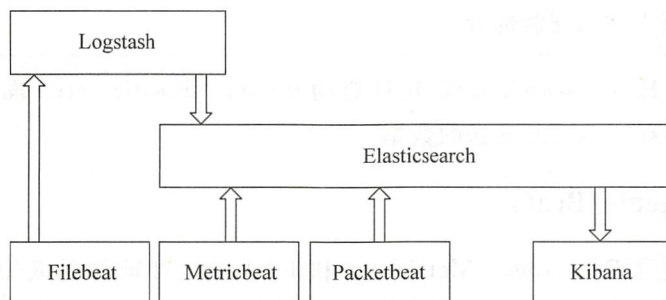 Logstash
Elasticsearch
Filebeat
Metricbeat
Packetbeat
Kibana